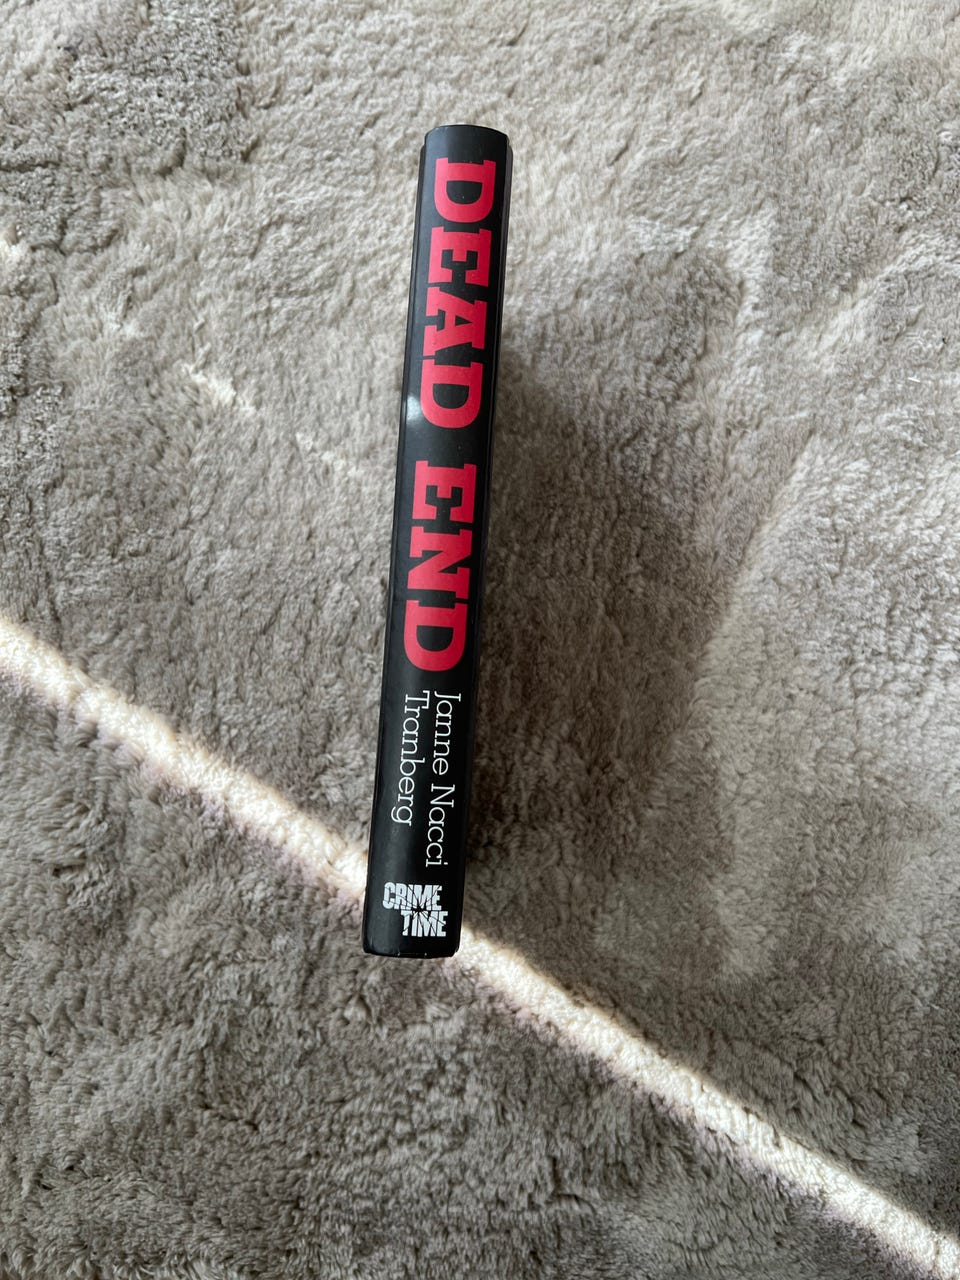 DEAD END
Janne Nacci
Tranberg
CRIME
TIME